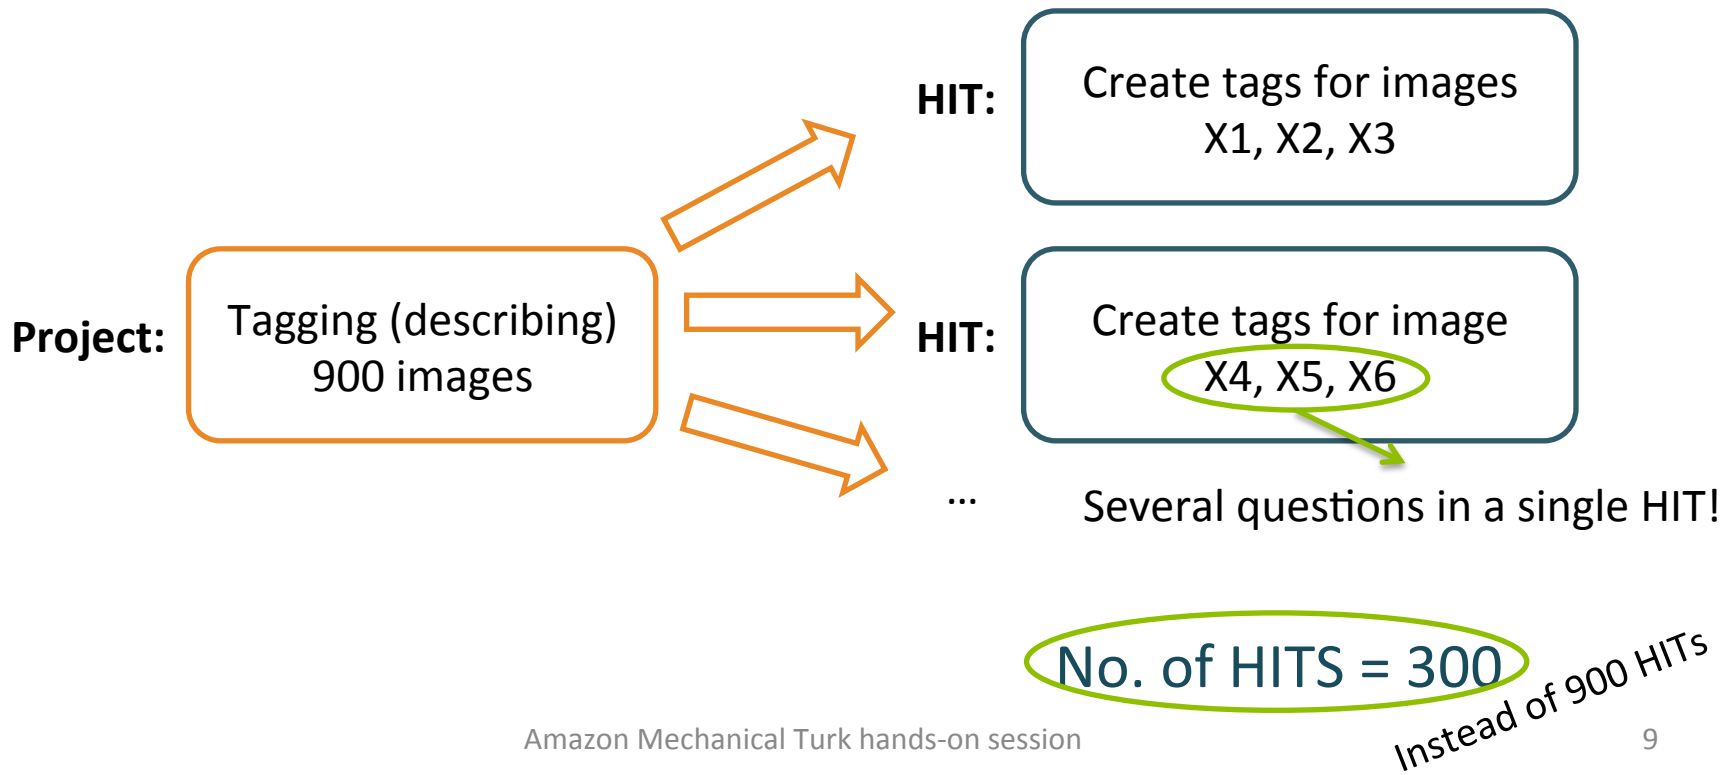 HIT:
Create tags for images
X1, X2, X3
Project:
Tagging (describing)
900 images
HIT:
Create tags for image
X4, X5, X6
...
Several questions in a single HIT!
No. of HITS = 300
Instead of 900 HITs
Amazon Mechanical Turk hands-on session
9